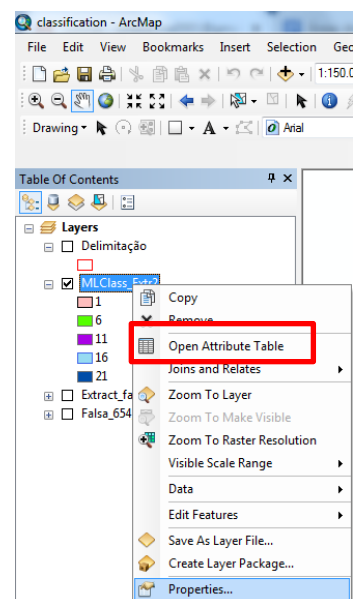 classification - ArcMap
File Edit View Bookmarks Insert Selection
1:150.0
Drawing A Arial
Table Of Contents
Layers
Delimitação
MLClass_Extr2
1
6
11
16
21
Extract_fa
Falsa_654
Copy
Remove
Open Attribute Table
Joins and Relates
Zoom To Layer
Zoom To Make Visible
Zoom To Raster Resolution
Visible Scale Range
Data
Edit Features
Save As Layer File...
Create Layer Package...
Properties...